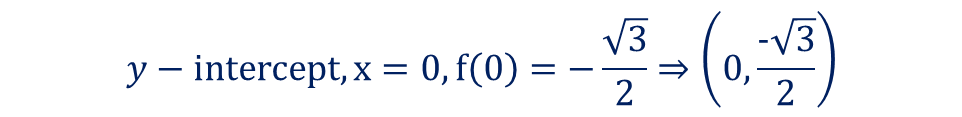 y − intercept, x = 0, f(0) = −√3/2 ⇒ (0, -√3/2)